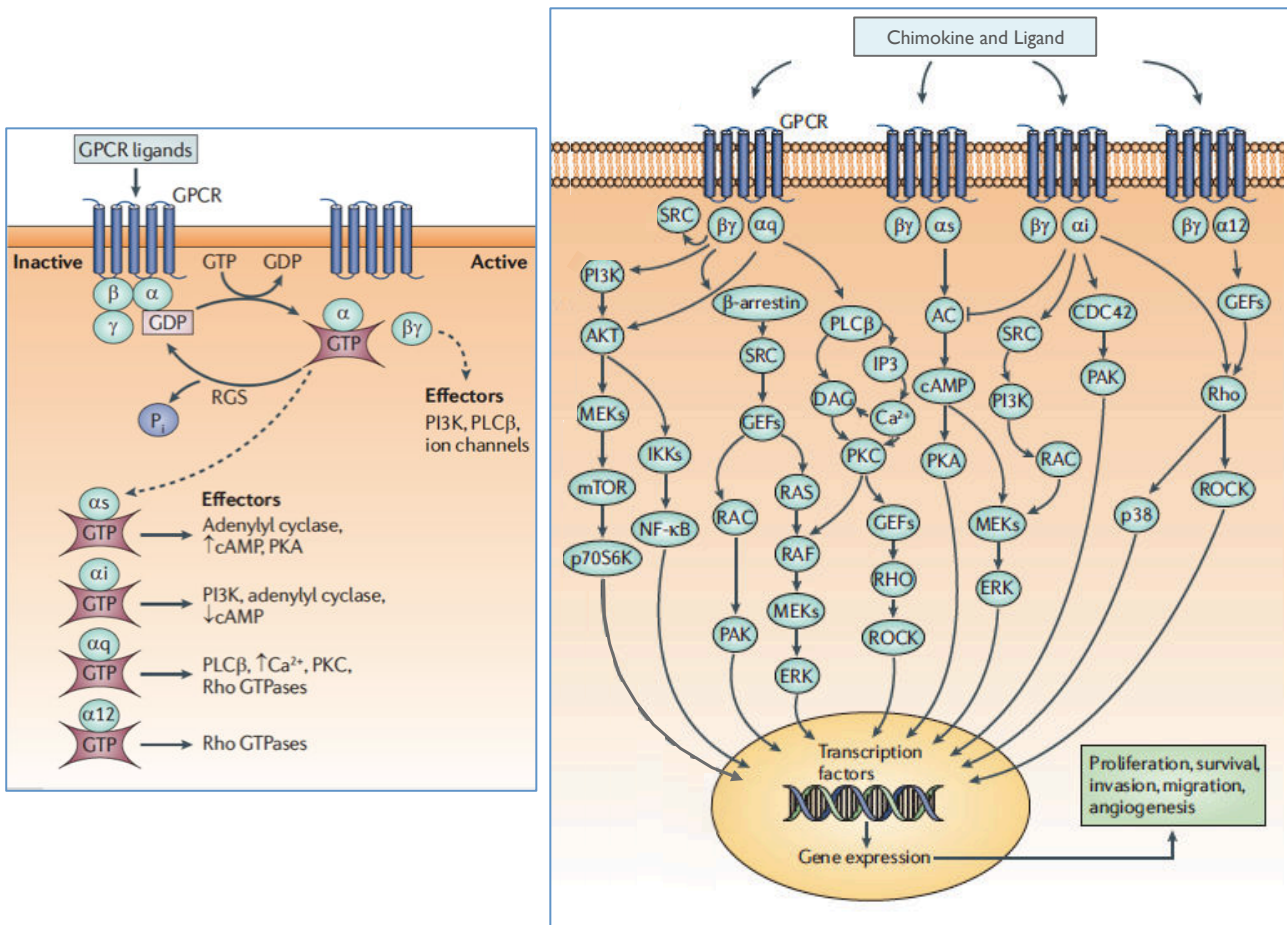 GPCR ligands
GPCR
Inactive
GTP
GDP
Active
β
α
γ
GDP
α
GTP
βγ
RGS
Pi
Effectors
PI3K, PLCβ,
ion channels
αs
GTP
Effectors
Adenylyl cyclase,
↑cAMP, PKA
αi
GTP
PI3K, adenylyl cyclase,
↓cAMP
αq
GTP
PLCβ, ↑Ca²⁺, PKC,
Rho GTPases
α12
GTP
Rho GTPases
Chimokine and Ligand
GPCR
SRC
βγ
αq
βγ
αs
βγ
αi
βγ
α12
PI3K
AKT
MEKs
mTOR
p70S6K
IKKs
NF-κB
β-arrestin
SRC
GEFs
RAC
PAK
RAS
RAF
MEKs
ERK
PLCβ
IP3
DAG
Ca²⁺
PKC
GEFs
RHO
ROCK
AC
cAMP
PKA
SRC
PI3K
RAC
MEKs
ERK
CDC42
PAK
GEFs
Rho
p38
ROCK
Transcription
factors
Gene expression
Proliferation, survival,
invasion, migration,
angiogenesis